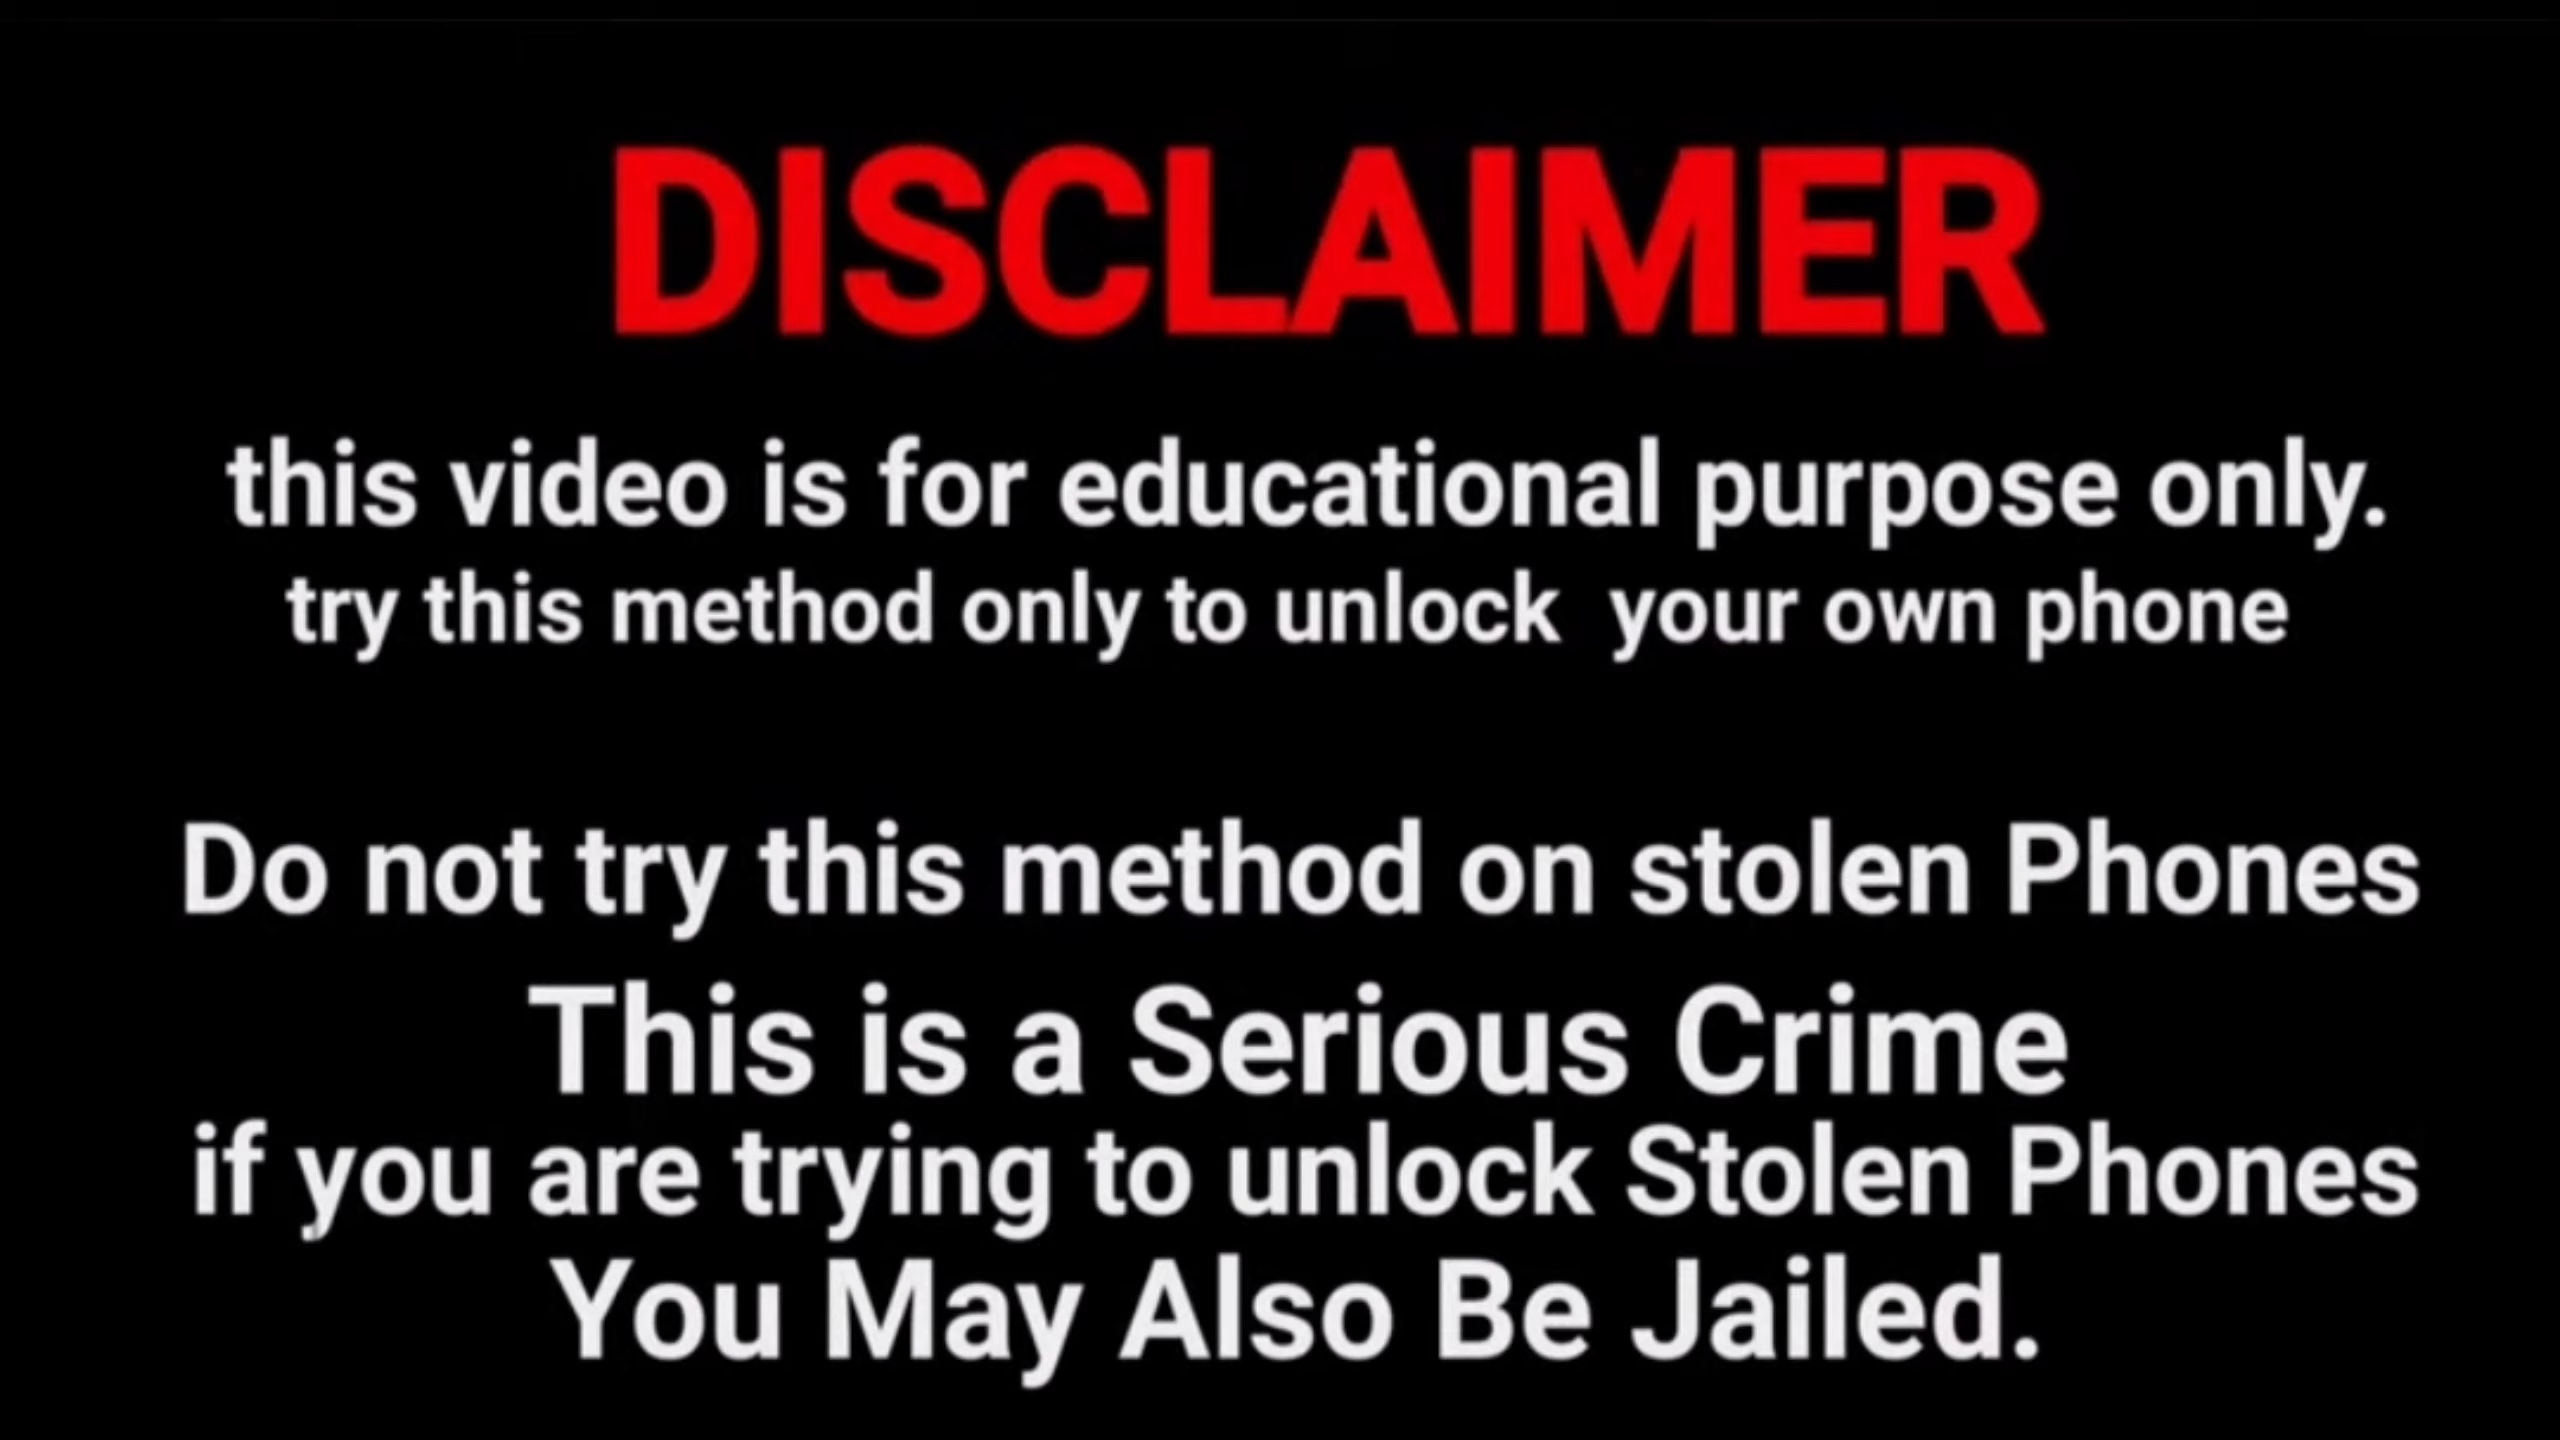 DISCLAIMER
this video is for educational purpose only.
try this method only to unlock  your own phone
Do not try this method on stolen Phones
This is a Serious Crime
if you are trying to unlock Stolen Phones
You May Also Be Jailed.